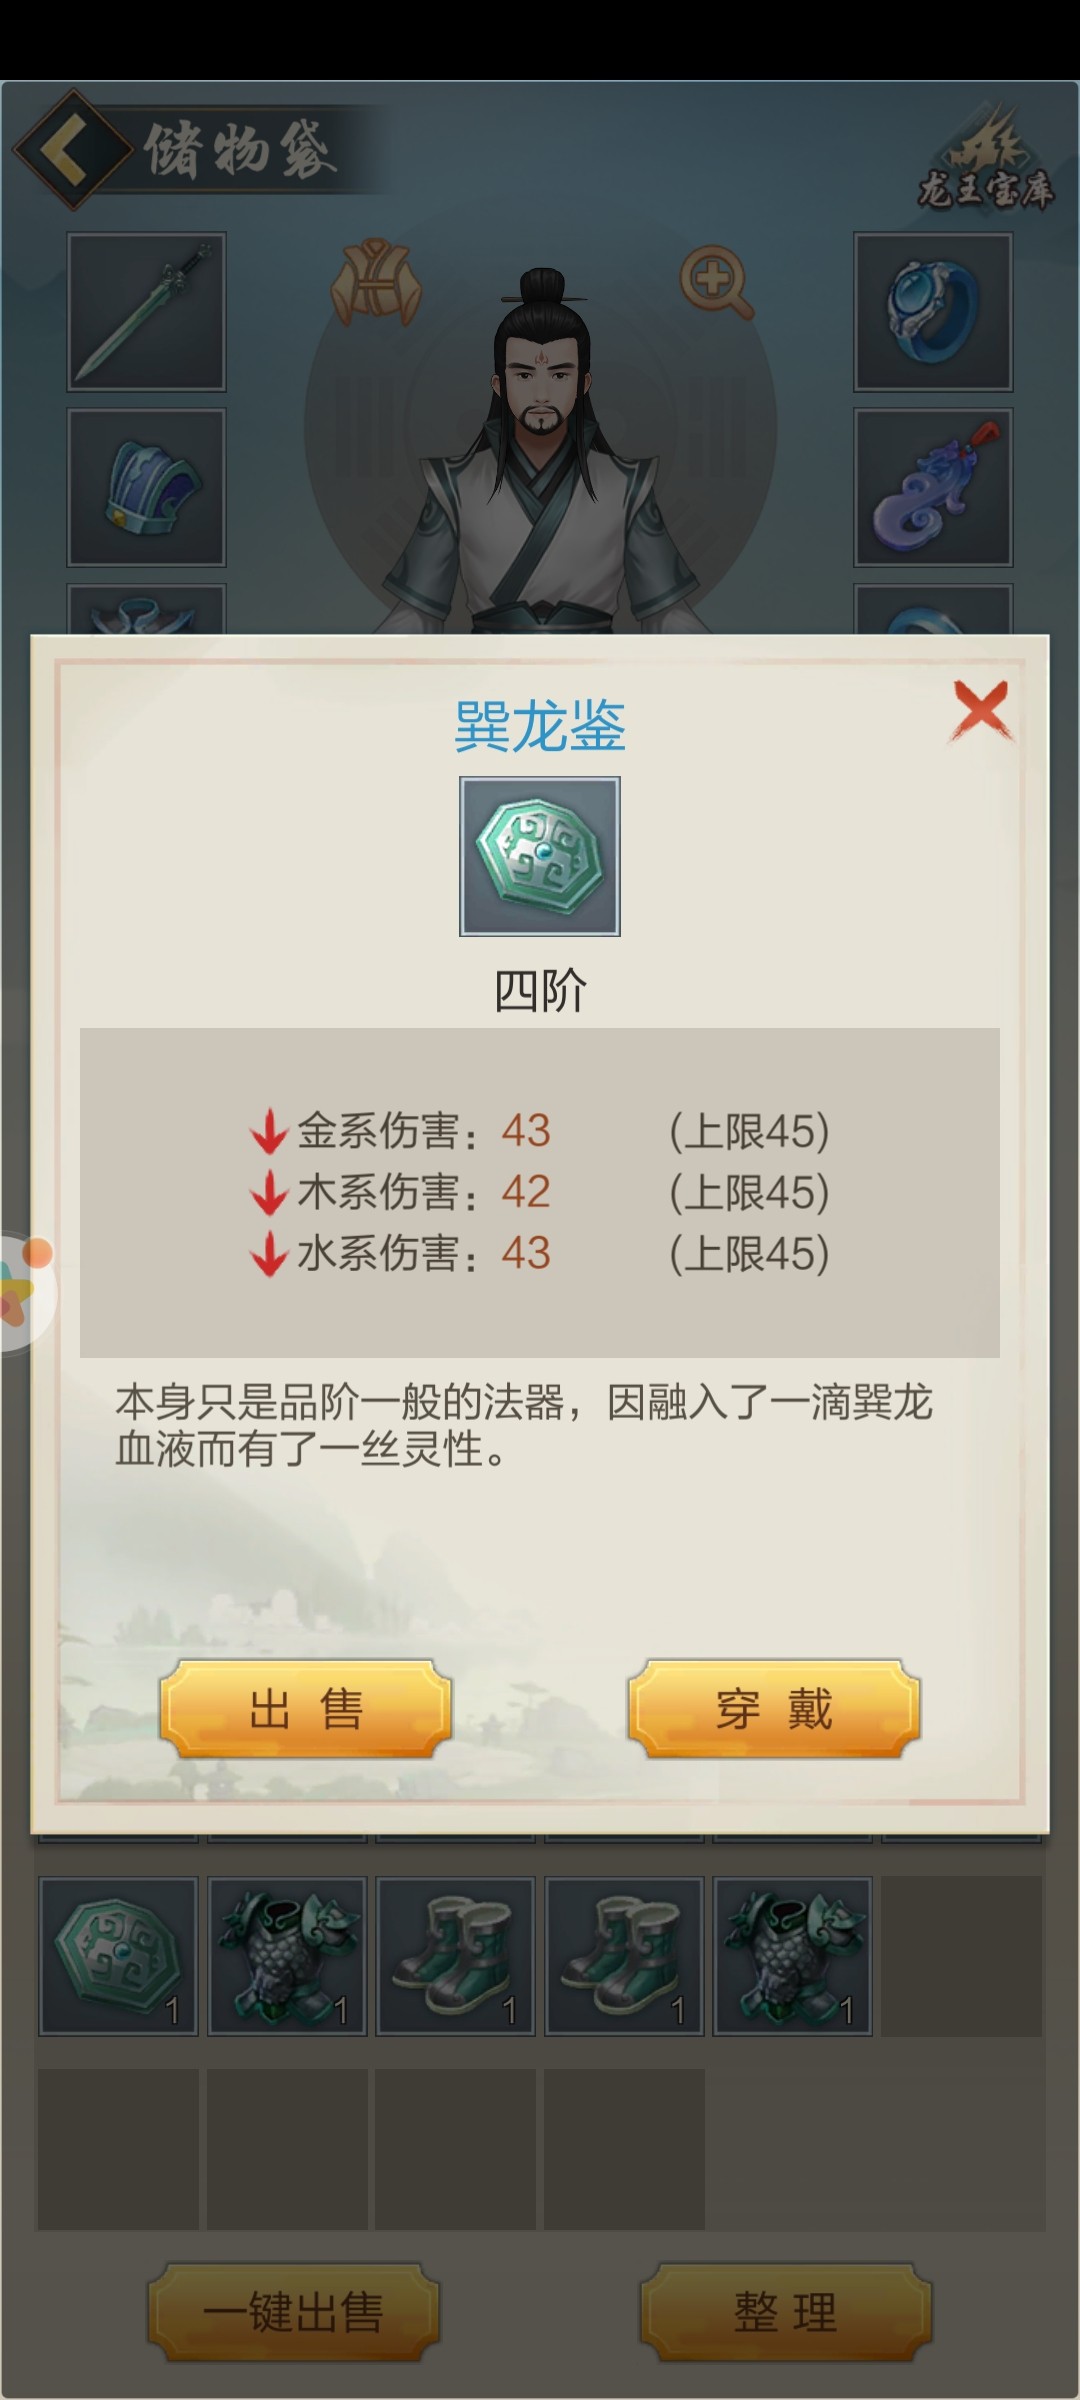 储物袋
龙王宝库
巽龙鉴
四阶
金系伤害：43 (上限45)
木系伤害：42 (上限45)
水系伤害：43 (上限45)
本身只是品阶一般的法器，因融入了一滴巽龙
血液而有了一丝灵性。
出售
穿戴
1
1
1
1
1
一键出售
整理